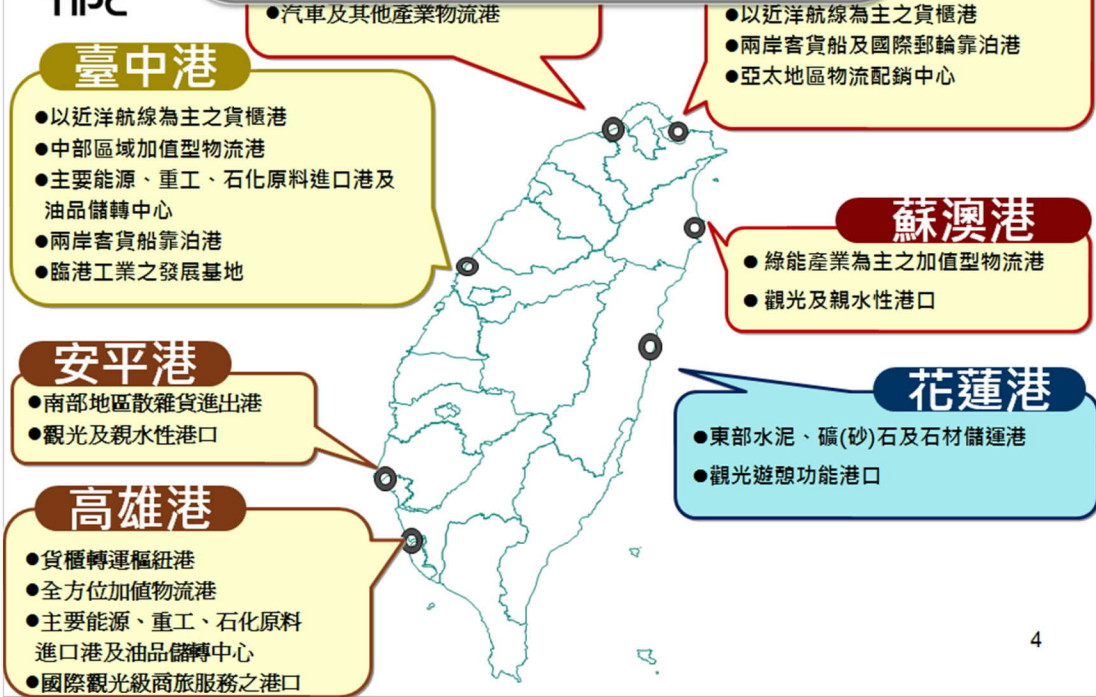 TIPC
●汽車及其他產業物流港
●以近洋航線為主之貨櫃港
●兩岸客貨船及國際郵輪靠泊港
●亞太地區物流配銷中心
臺中港
●以近洋航線為主之貨櫃港
●中部區域加值型物流港
●主要能源、重工、石化原料進口港及
油品儲轉中心
●兩岸客貨船靠泊港
●臨港工業之發展基地
蘇澳港
● 綠能產業為主之加值型物流港
● 觀光及親水性港口
安平港
●南部地區散雜貨進出港
●觀光及親水性港口
花蓮港
●東部水泥、礦(砂)石及石材儲運港
●觀光遊憩功能港口
高雄港
●貨櫃轉運樞紐港
●全方位加值物流港
●主要能源、重工、石化原料
進口港及油品儲轉中心
●國際觀光級商旅服務之港口
4